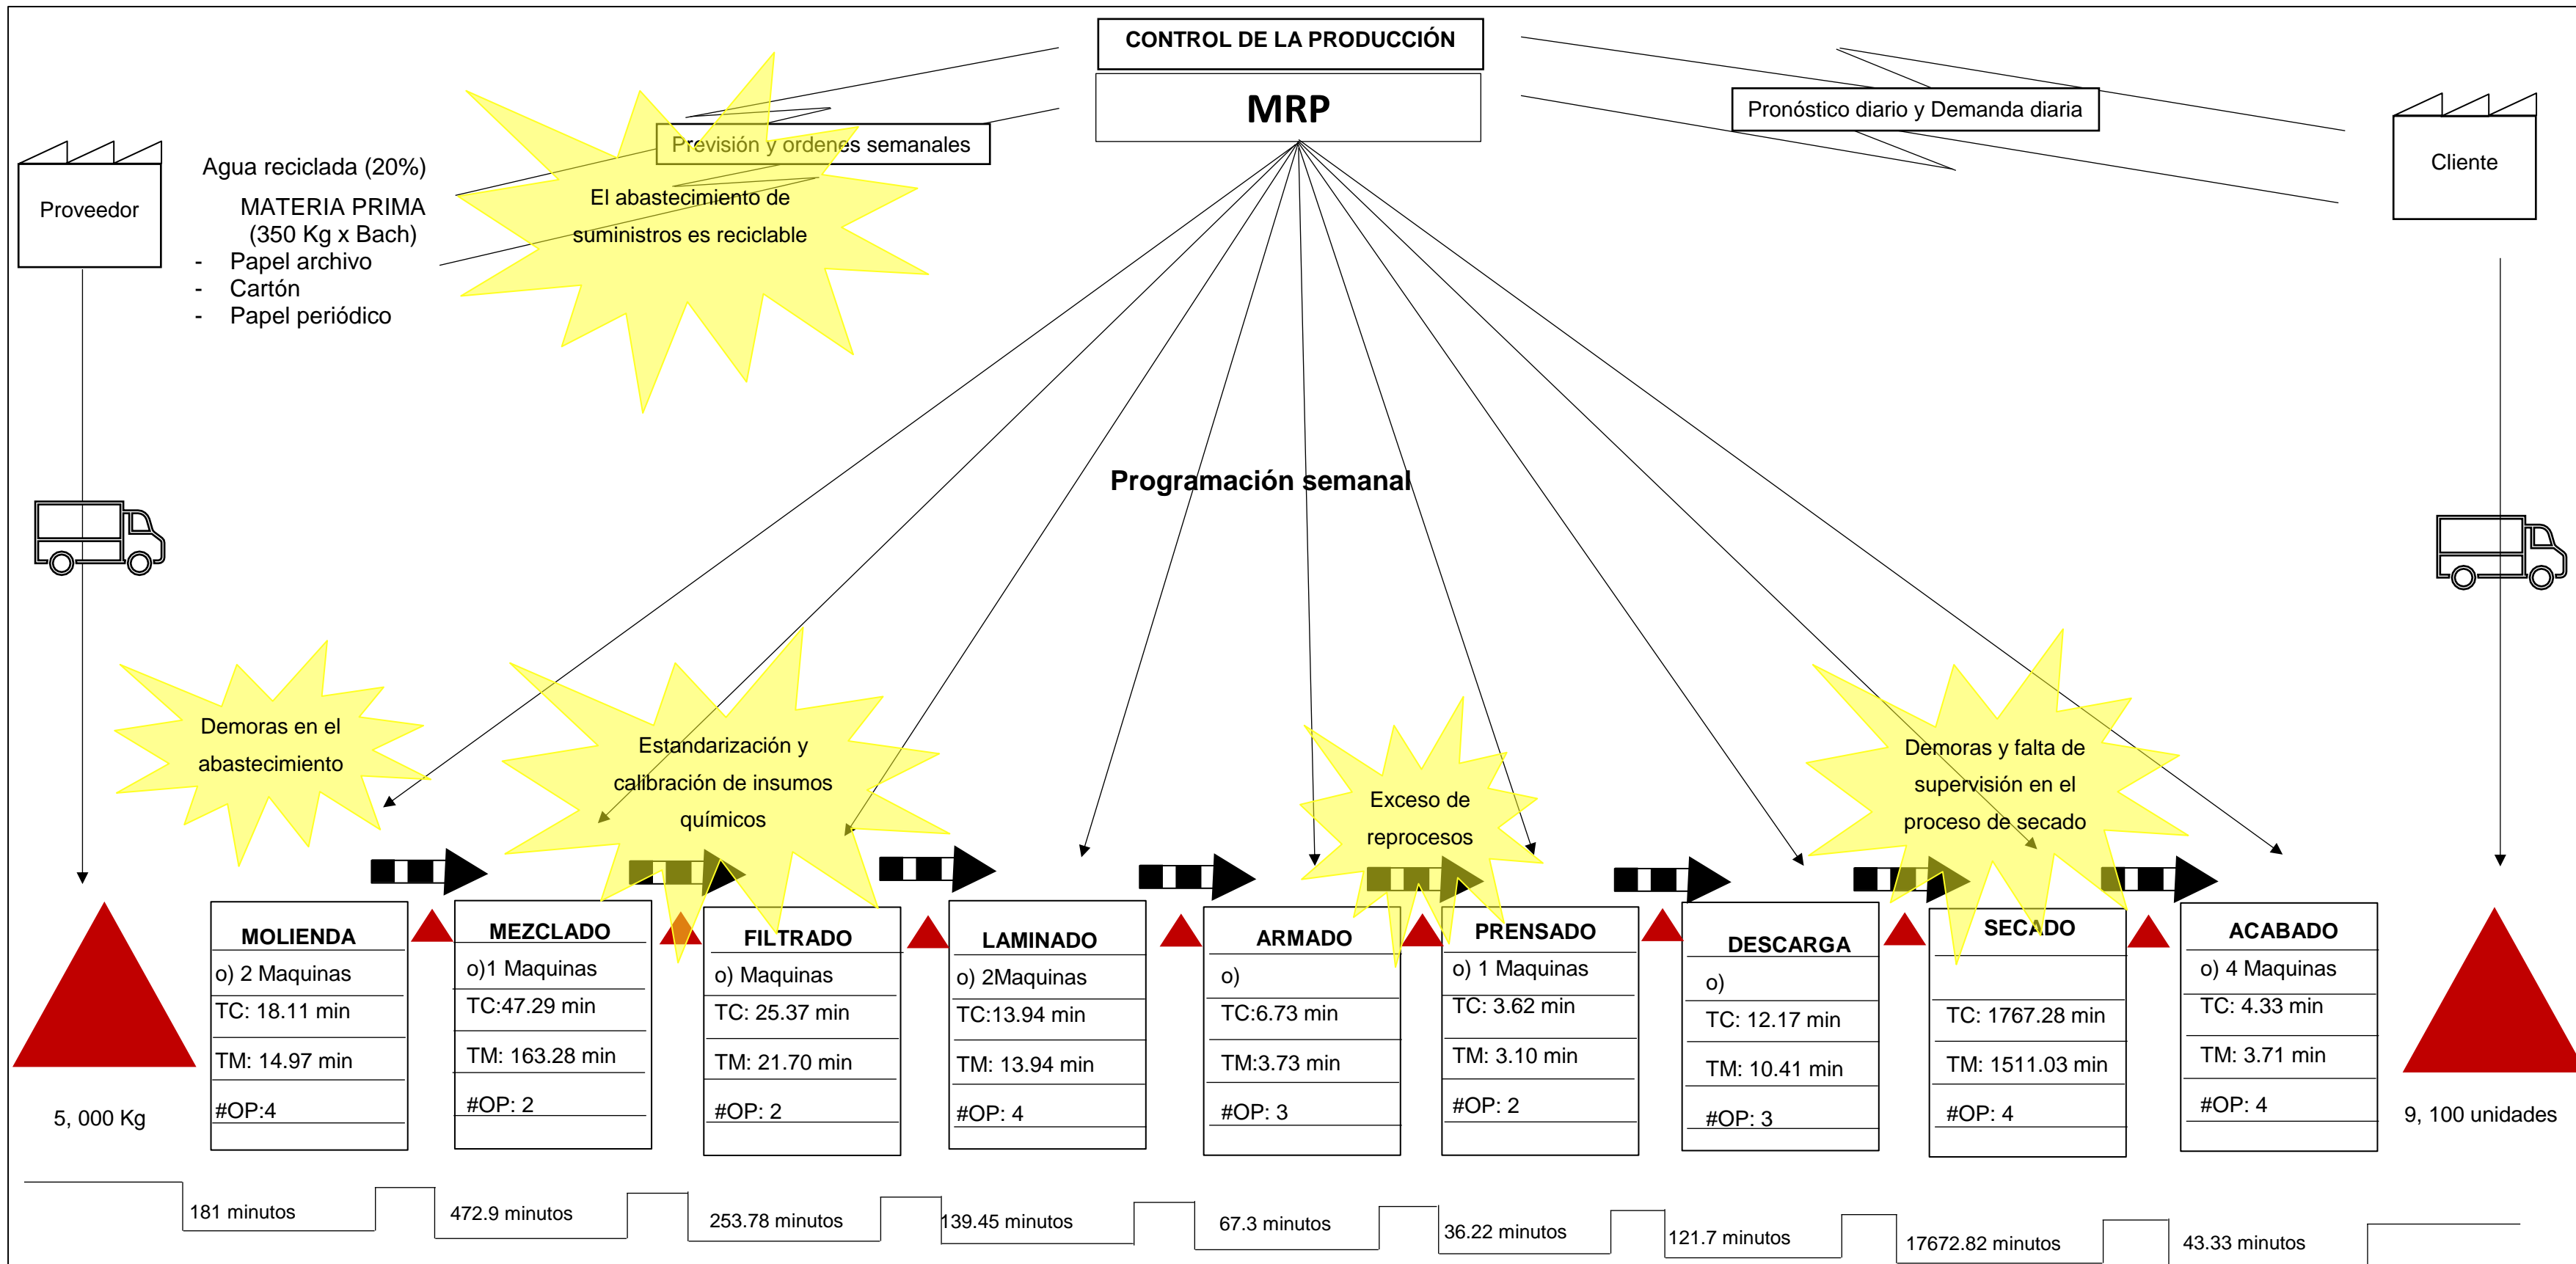 CONTROL DE LA PRODUCCIÓN
MRP
Previsión y ordenes semanales
Pronóstico diario y Demanda diaria
Proveedor
Cliente
Agua reciclada (20%)
MATERIA PRIMA
(350 Kg x Bach)
- Papel archivo
- Cartón
- Papel periódico
El abastecimiento de
suministros es reciclable
Programación semanal
Demoras en el
abastecimiento
Estandarización y
calibración de insumos
químicos
Exceso de
reprocesos
Demoras y falta de
supervisión en el
proceso de secado
5, 000 Kg
MOLIENDA
o) 2 Maquinas
TC: 18.11 min
TM: 14.97 min
#OP:4
MEZCLADO
o)1 Maquinas
TC:47.29 min
TM: 163.28 min
#OP: 2
FILTRADO
o) Maquinas
TC: 25.37 min
TM: 21.70 min
#OP: 2
LAMINADO
o) 2Maquinas
TC:13.94 min
TM: 13.94 min
#OP: 4
ARMADO
o)
TC:6.73 min
TM:3.73 min
#OP: 3
PRENSADO
o) 1 Maquinas
TC: 3.62 min
TM: 3.10 min
#OP: 2
DESCARGA
o)
TC: 12.17 min
TM: 10.41 min
#OP: 3
SECADO
TC: 1767.28 min
TM: 1511.03 min
#OP: 4
ACABADO
o) 4 Maquinas
TC: 4.33 min
TM: 3.71 min
#OP: 4
9, 100 unidades
181 minutos
472.9 minutos
253.78 minutos
139.45 minutos
67.3 minutos
36.22 minutos
121.7 minutos
17672.82 minutos
43.33 minutos